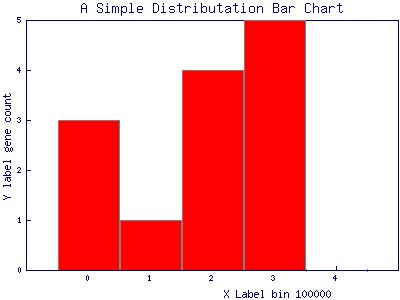 A Simple Distributation Bar Chart
5
4
3
2
1
0
Y label gene count
0 1 2 3 4
X Label bin 100000